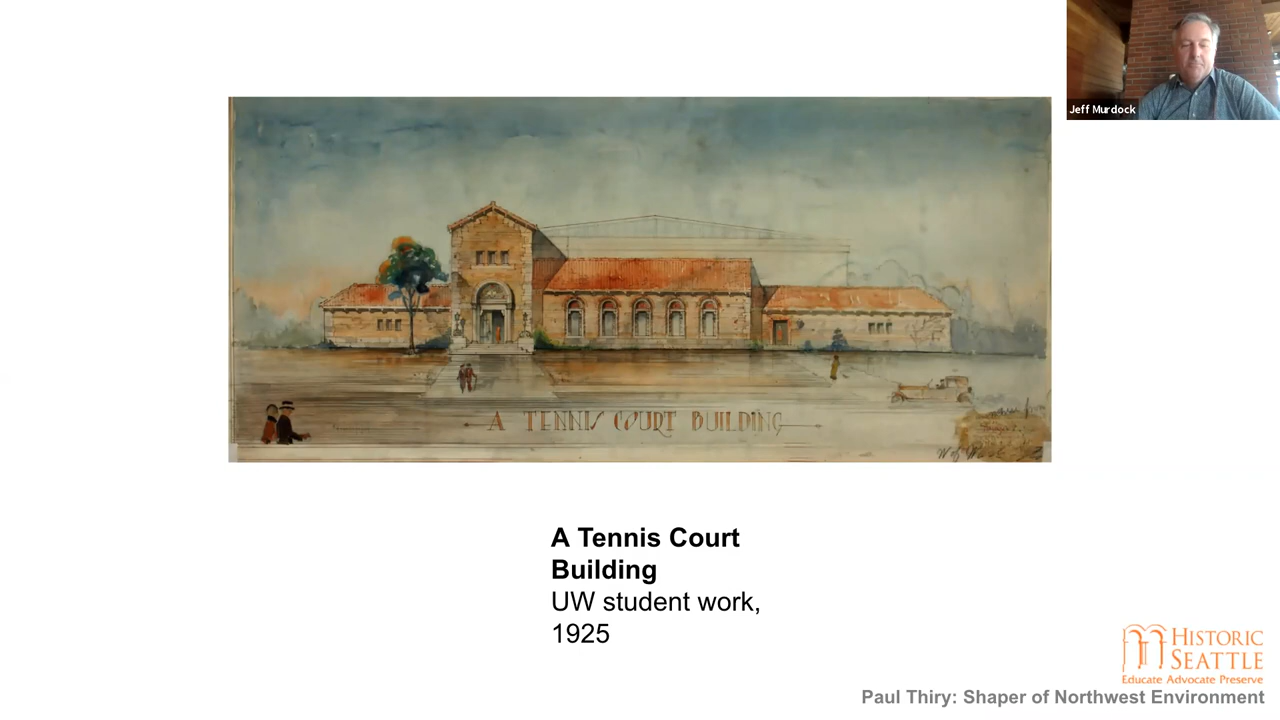 Jeff Murdock
A TENNIS COURT BUILDING
A Tennis Court
Building
UW student work,
1925
HISTORIC
SEATTLE
Educate Advocate Preserve
Paul Thiry: Shaper of Northwest Environment